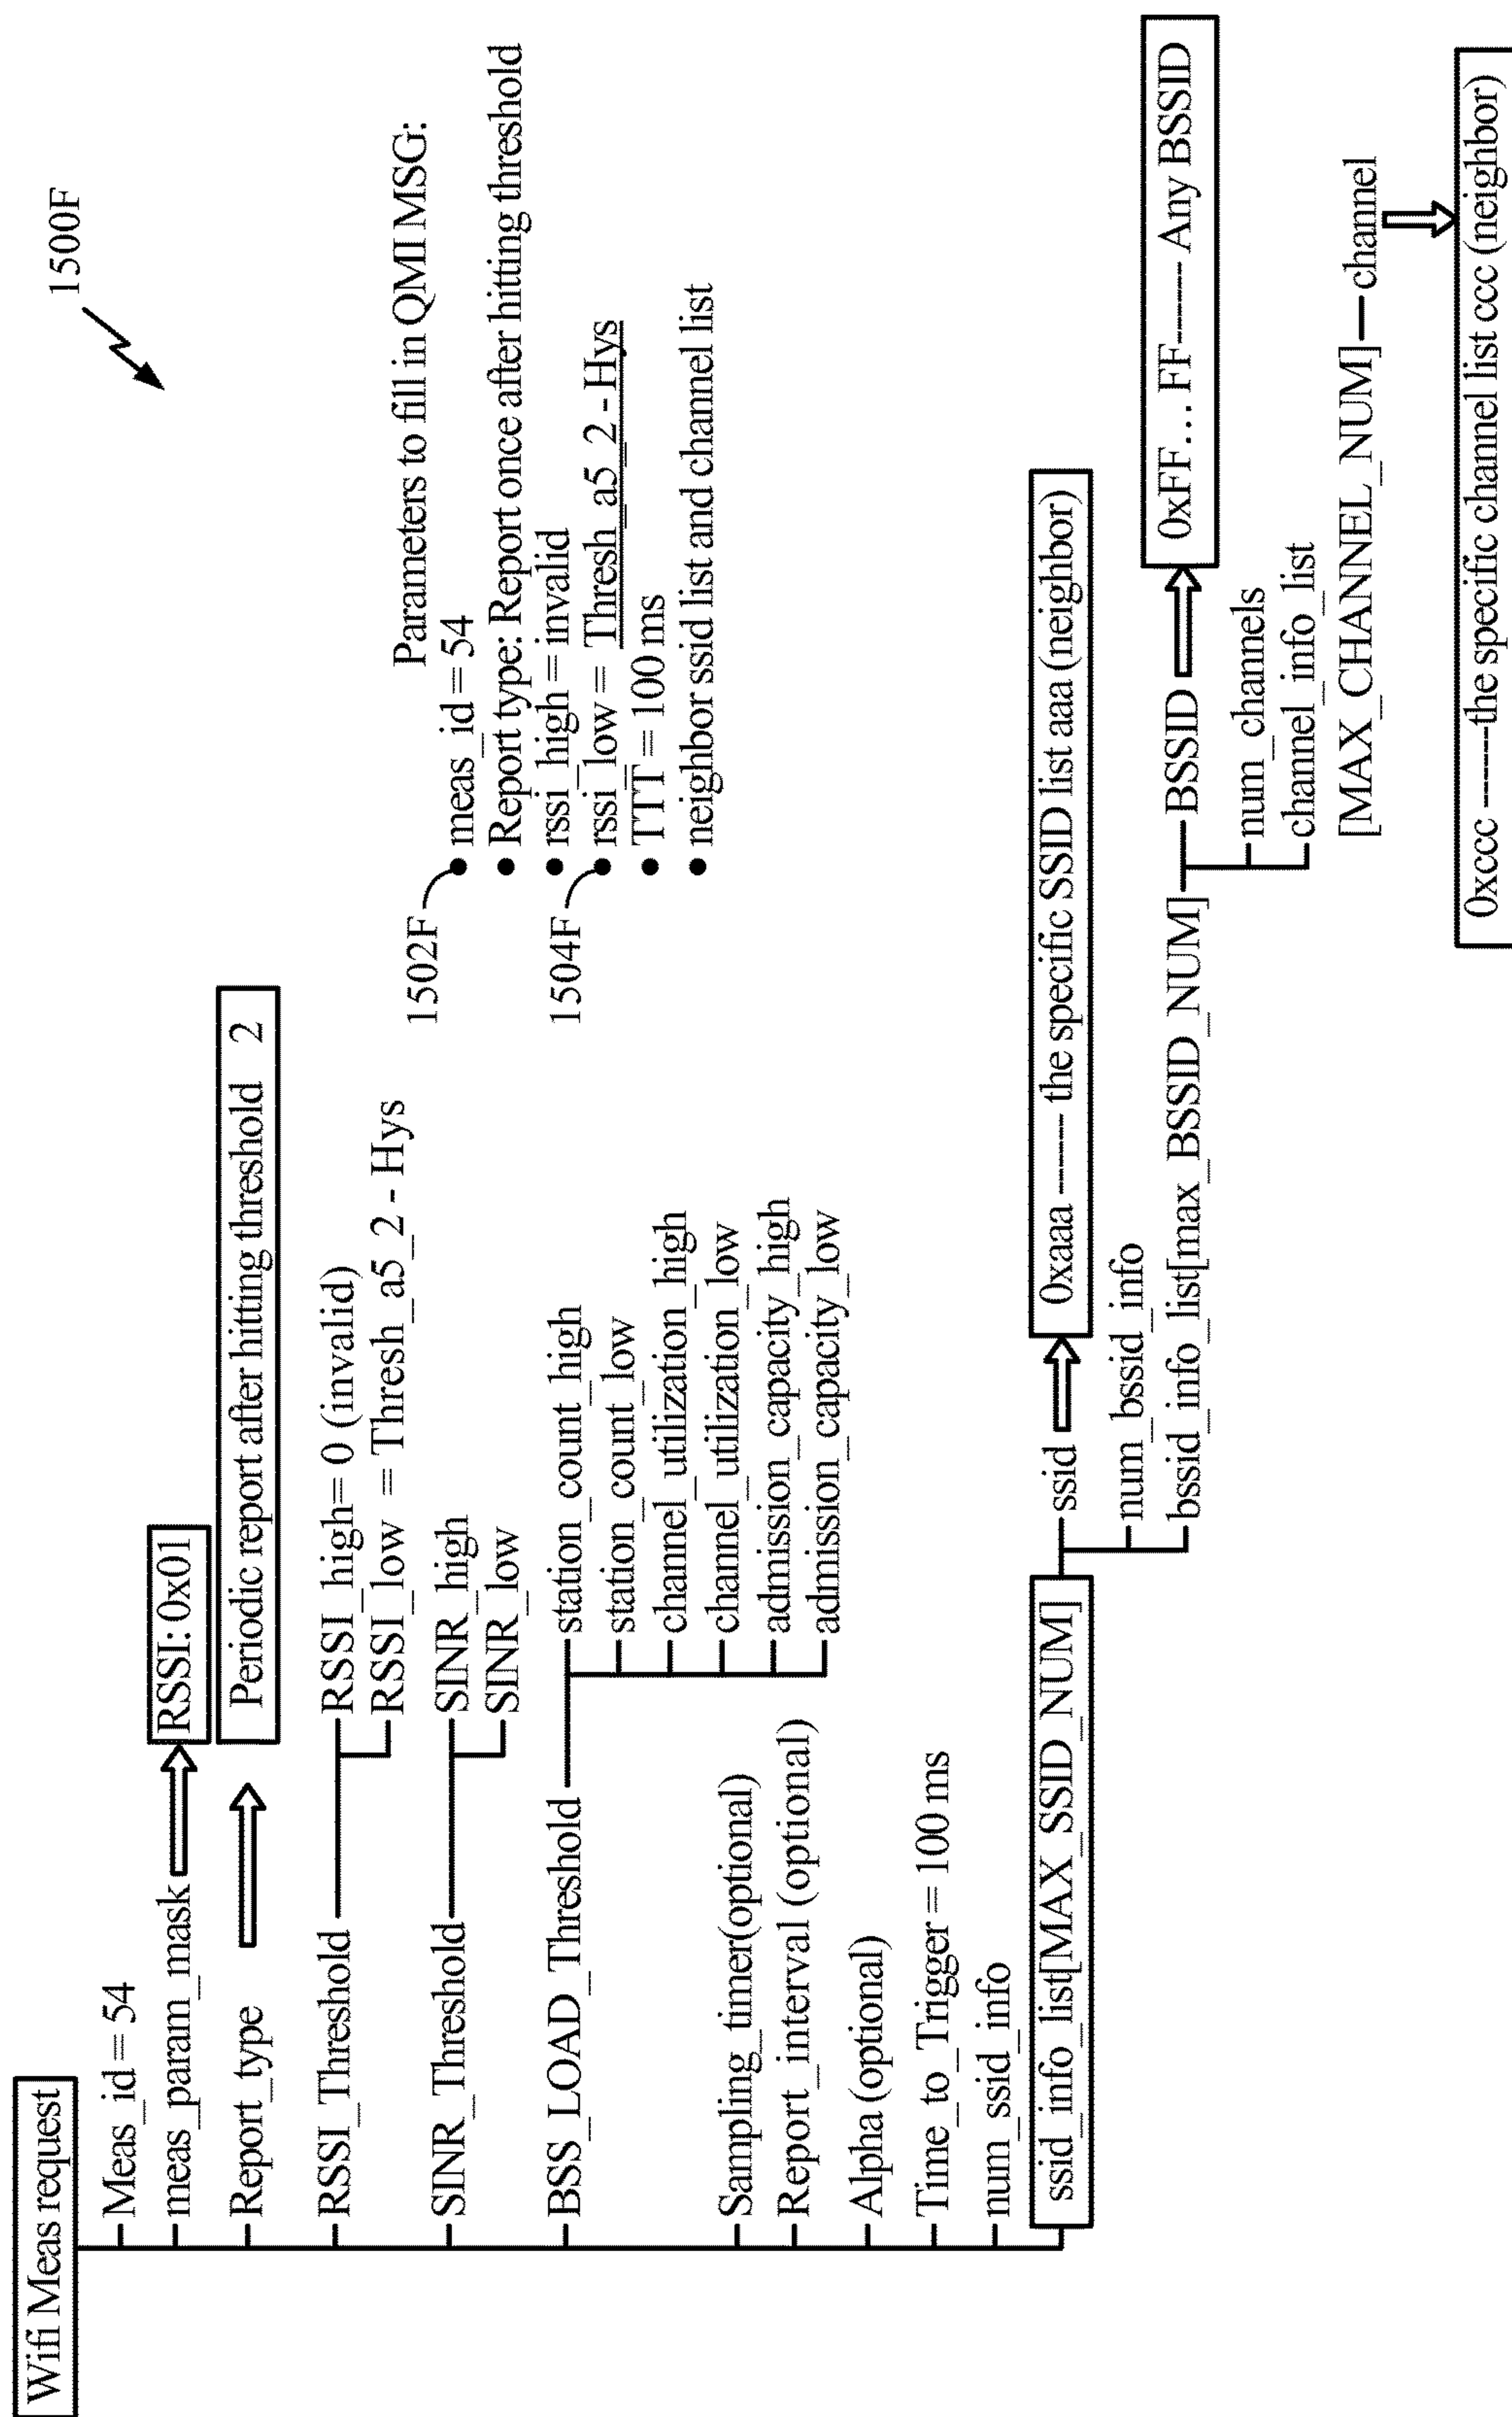 1500F
Wifi Meas request
Meas_id = 54
meas_param_mask
RSSI: 0x01
Report_type
Periodic report after hitting threshold 2
RSSI_Threshold
RSSI_high= 0 (invalid)
RSSI_low = Thresh_a5_2 - Hys
SINR_Threshold
SINR_high
SINR_low
BSS_LOAD_Threshold
station_count_high
station_count_low
channel_utilization_high
channel_utilization_low
admission_capacity_high
admission_capacity_low
Sampling_timer(optional)
Report_interval (optional)
Alpha (optional)
Time_to_Trigger = 100 ms
num_ssid_info
ssid_info_list[MAX_SSID_NUM]
Parameters to fill in QMI MSG:
1502F
• meas_id = 54
• Report type: Report once after hitting threshold
• rssi_high = invalid
1504F
• rssi_low = Thresh_a5_2 - Hys
• TTT = 100 ms
• neighbor ssid list and channel list
ssid
0xaaa ------- the specific SSID list aaa (neighbor)
num_bssid_info
bssid_info_list[max_BSSID_NUM]
BSSID
0xFF... FF------- Any BSSID
num_channels
channel_info_list
[MAX_CHANNEL_NUM]
channel
0xccc -------the specific channel list ccc (neighbor)